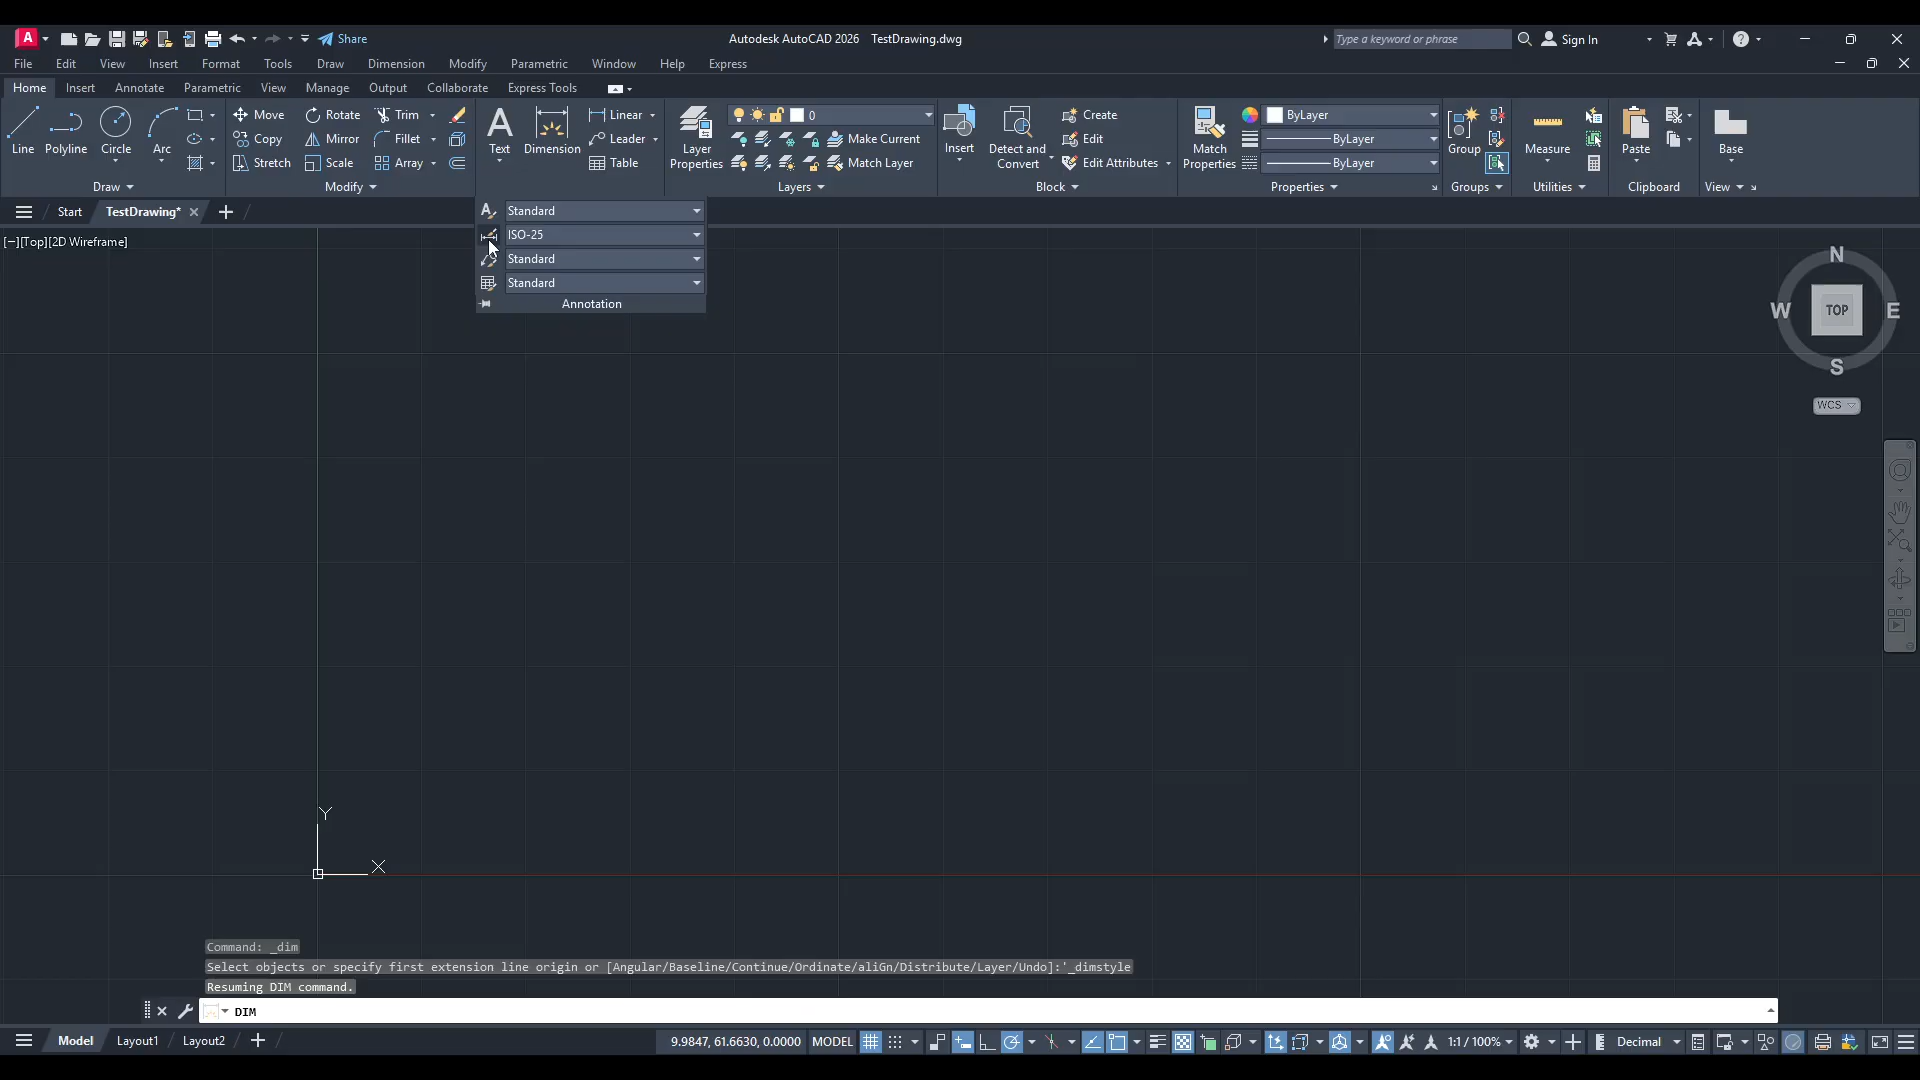 A Share Autodesk AutoCAD 2026 TestDrawing.dwg Type a keyword or phrase Sign In
File Edit View Insert Format Tools Draw Dimension Modify Parametric Window Help Express
Home Insert Annotate Parametric View Manage Output Collaborate Express Tools
Line Polyline Circle Arc
Move Rotate Trim
Copy Mirror Fillet
Stretch Scale Array
Text Dimension
Linear
Leader
Table
Layer Properties
0
Make Current
Match Layer
Insert
Detect and Convert
Create
Edit
Edit Attributes
Match Properties
ByLayer
ByLayer
ByLayer
Group
Measure
Paste
Base
Draw Modify Layers Block Properties Groups Utilities Clipboard View
Start TestDrawing*
Standard
ISO-25
Standard
Standard
Annotation
[−][Top][2D Wireframe]
N
W TOP E
S
WCS
Y
X
Command: _dim
Select objects or specify first extension line origin or [Angular/Baseline/Continue/Ordinate/aliGn/Distribute/Layer/Undo]:'_dimstyle
Resuming DIM command.
DIM
Model Layout1 Layout2 9.9847, 61.6630, 0.0000 MODEL 1:1 / 100% Decimal